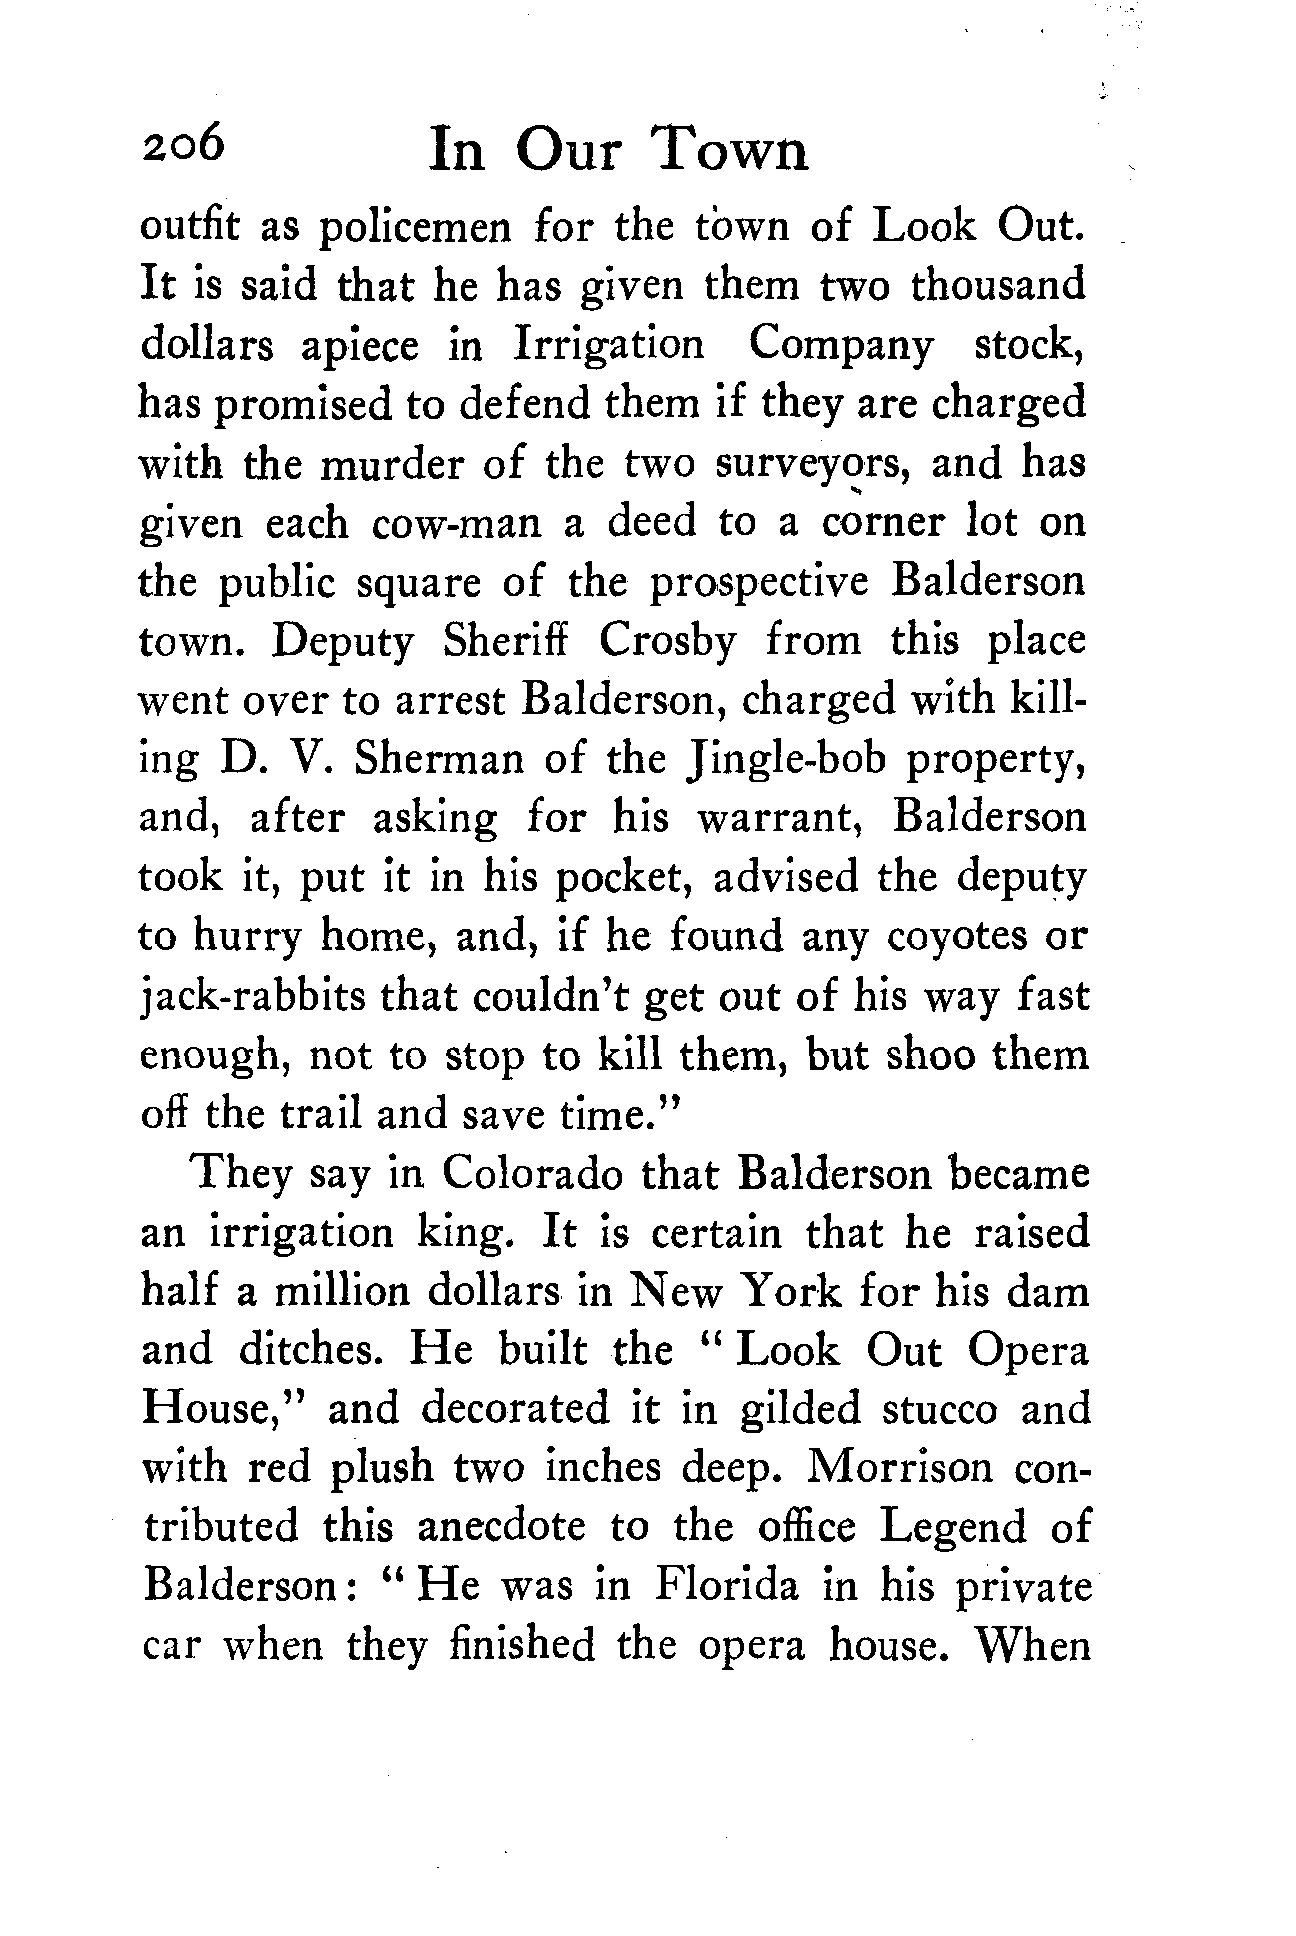 206 In Our Town
outfit as policemen for the town of Look Out.
It is said that he has given them two thousand
dollars apiece in Irrigation Company stock,
has promised to defend them if they are charged
with the murder of the two surveyors, and has
given each cow-man a deed to a corner lot on
the public square of the prospective Balderson
town. Deputy Sheriff Crosby from this place
went over to arrest Balderson, charged with kill-
ing D. V. Sherman of the Jingle-bob property,
and, after asking for his warrant, Balderson
took it, put it in his pocket, advised the deputy
to hurry home, and, if he found any coyotes or
jack-rabbits that couldn't get out of his way fast
enough, not to stop to kill them, but shoo them
off the trail and save time."
They say in Colorado that Balderson became
an irrigation king. It is certain that he raised
half a million dollars in New York for his dam
and ditches. He built the " Look Out Opera
House," and decorated it in gilded stucco and
with red plush two inches deep. Morrison con-
tributed this anecdote to the office Legend of
Balderson: " He was in Florida in his private
car when they finished the opera house. When